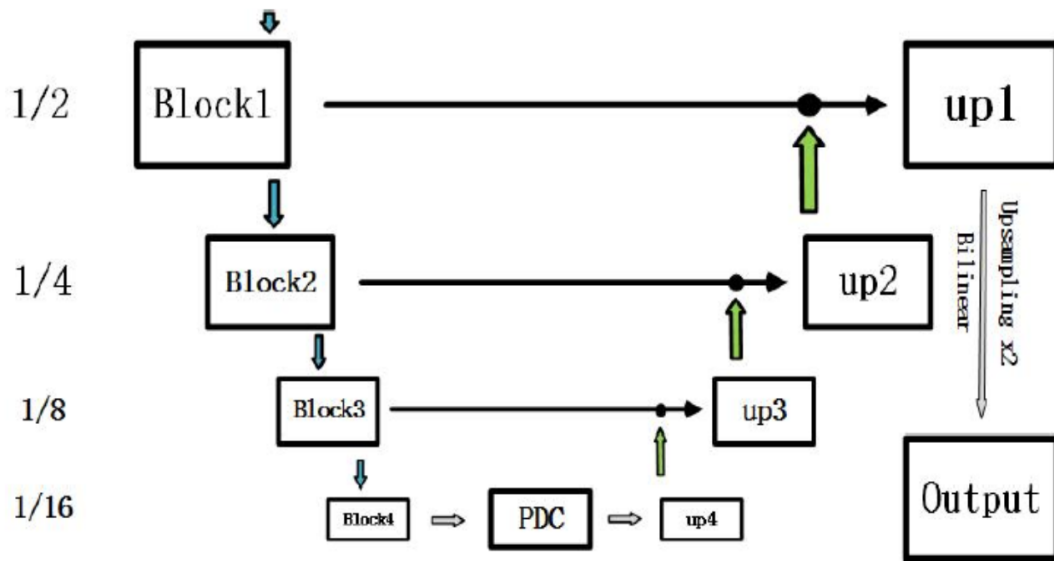 1/2
Block1
up1
1/4
Block2
up2
Upsampling x2
Bilinear
1/8
Block3
up3
1/16
Block4
PDC
up4
Output